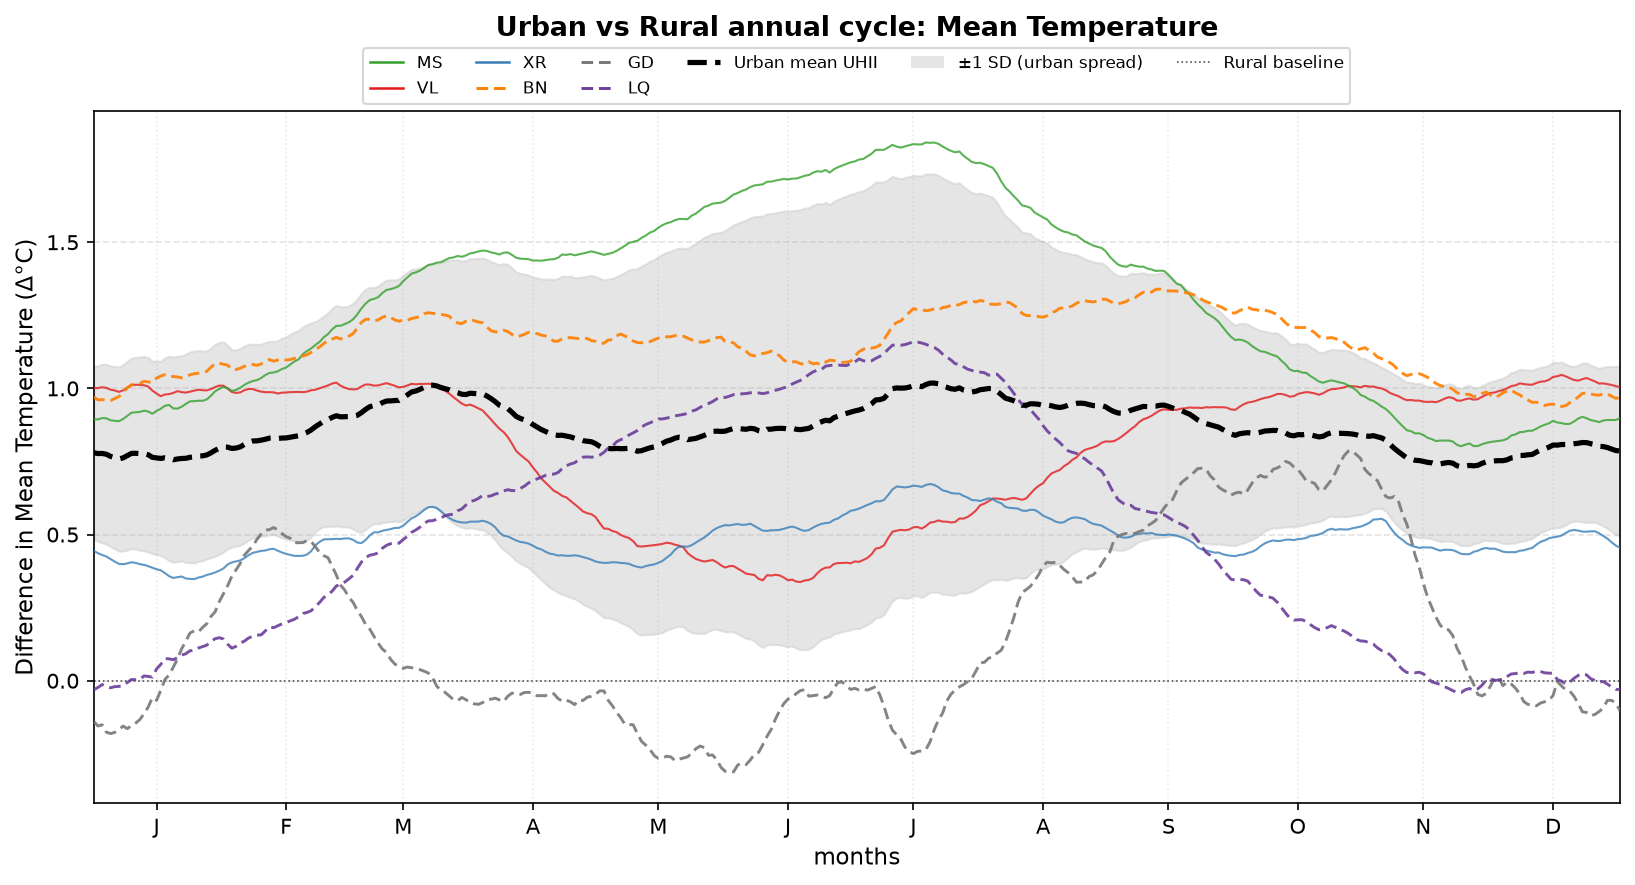 Urban vs Rural annual cycle: Mean Temperature
MS XR GD Urban mean UHII ±1 SD (urban spread) Rural baseline
VL BN LQ
Difference in Mean Temperature (Δ°C)
1.5
1.0
0.5
0.0
J F M A M J J A S O N D
months